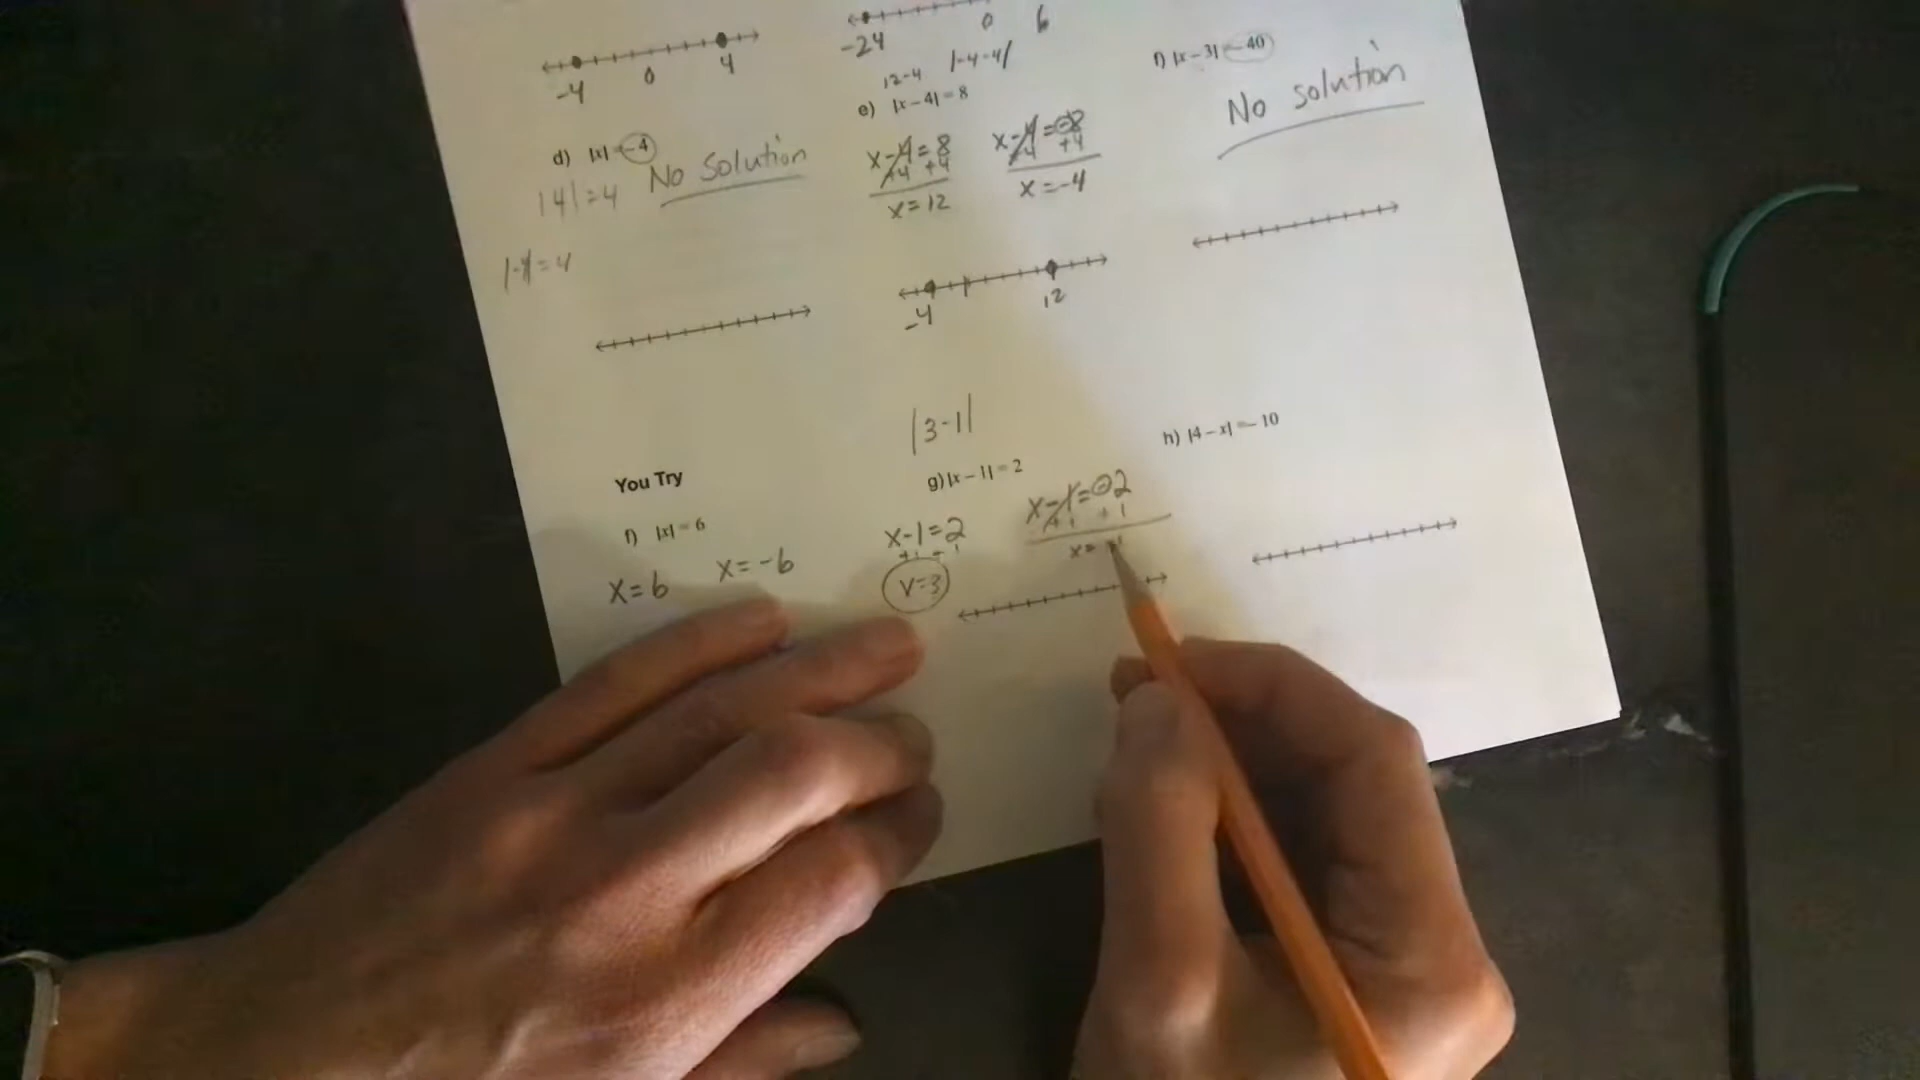 -4 0 4
-24 0 6
12-4 |-4-4|
d) |x| = -4
No solution
|4|=4
|-4|=4
e) |x - 4| = 8
x-4=8
+4 +4
x=12
x-4=-8
+4 +4
x=-4
-4 12
f) |x - 3| = -40
No solution
You Try
f) |x| = 6
x=6 x=-6
|3-1|
g) |x - 1| = 2
x-1=2
+1 +1
x=3
x-1=-2
+1 +1
x=-1
h) |4 - x| = -10